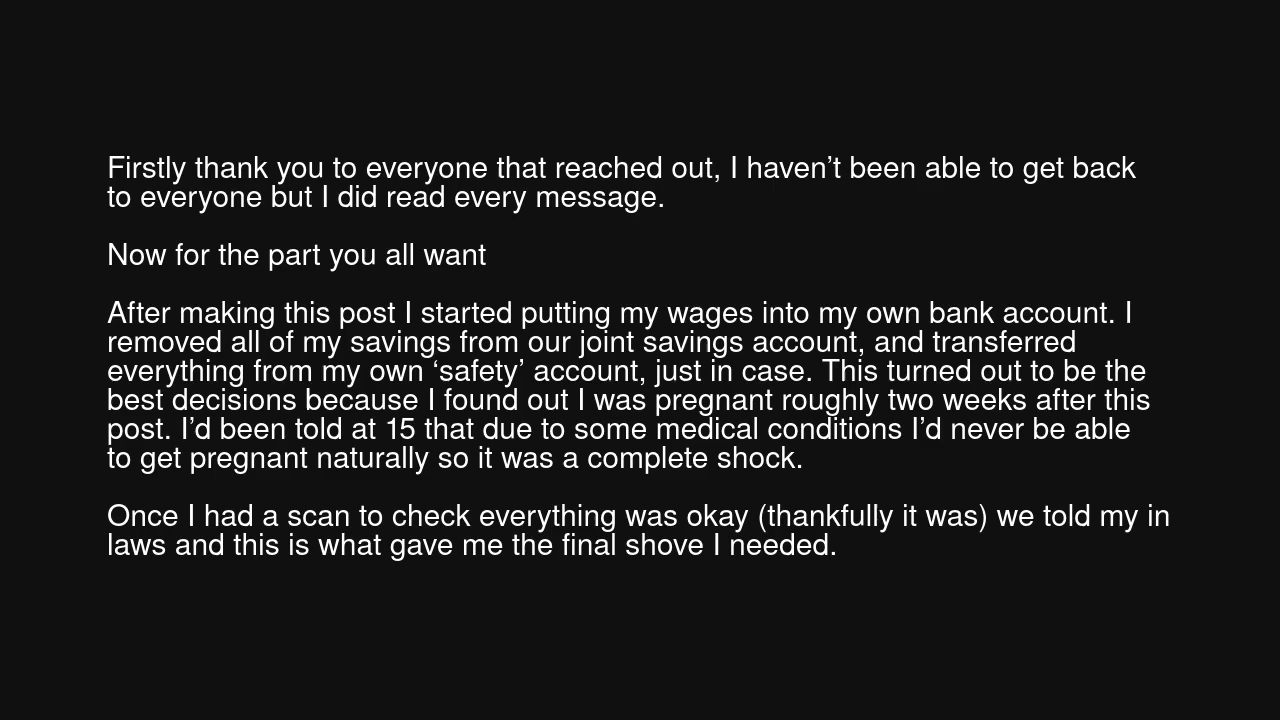 Firstly thank you to everyone that reached out, I haven’t been able to get back
to everyone but I did read every message.
Now for the part you all want
After making this post I started putting my wages into my own bank account. I
removed all of my savings from our joint savings account, and transferred
everything from my own ‘safety’ account, just in case. This turned out to be the
best decisions because I found out I was pregnant roughly two weeks after this
post. I’d been told at 15 that due to some medical conditions I’d never be able
to get pregnant naturally so it was a complete shock.
Once I had a scan to check everything was okay (thankfully it was) we told my in
laws and this is what gave me the final shove I needed.